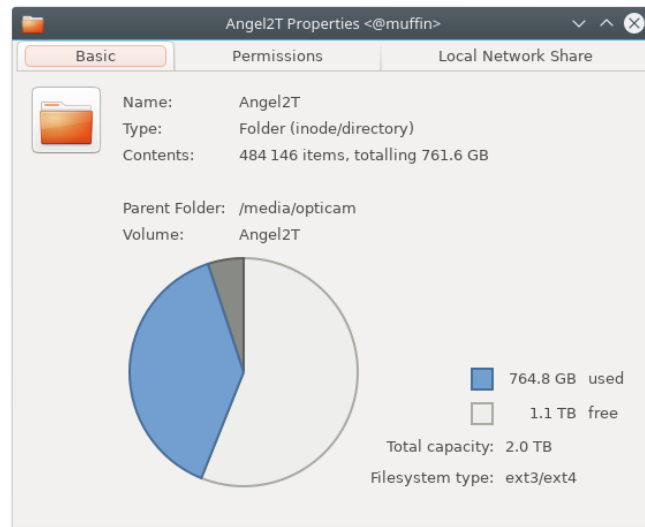 Angel2T Properties <@muffin>
Basic Permissions Local Network Share
Name: Angel2T
Type: Folder (inode/directory)
Contents: 484 146 items, totalling 761.6 GB
Parent Folder: /media/opticam
Volume: Angel2T
764.8 GB used
1.1 TB free
Total capacity: 2.0 TB
Filesystem type: ext3/ext4